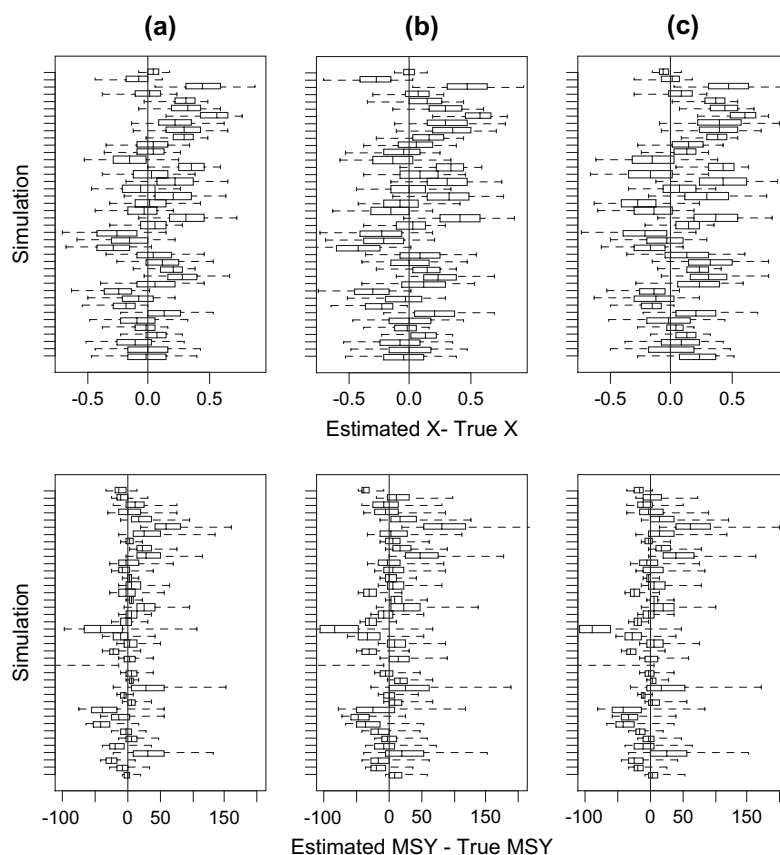 (a) (b) (c)
Simulation
-0.5 0.0 0.5 -0.5 0.0 0.5 -0.5 0.0 0.5
Estimated X- True X
Simulation
-100 0 50 150 -100 0 50 150 -100 0 50 150
Estimated MSY - True MSY